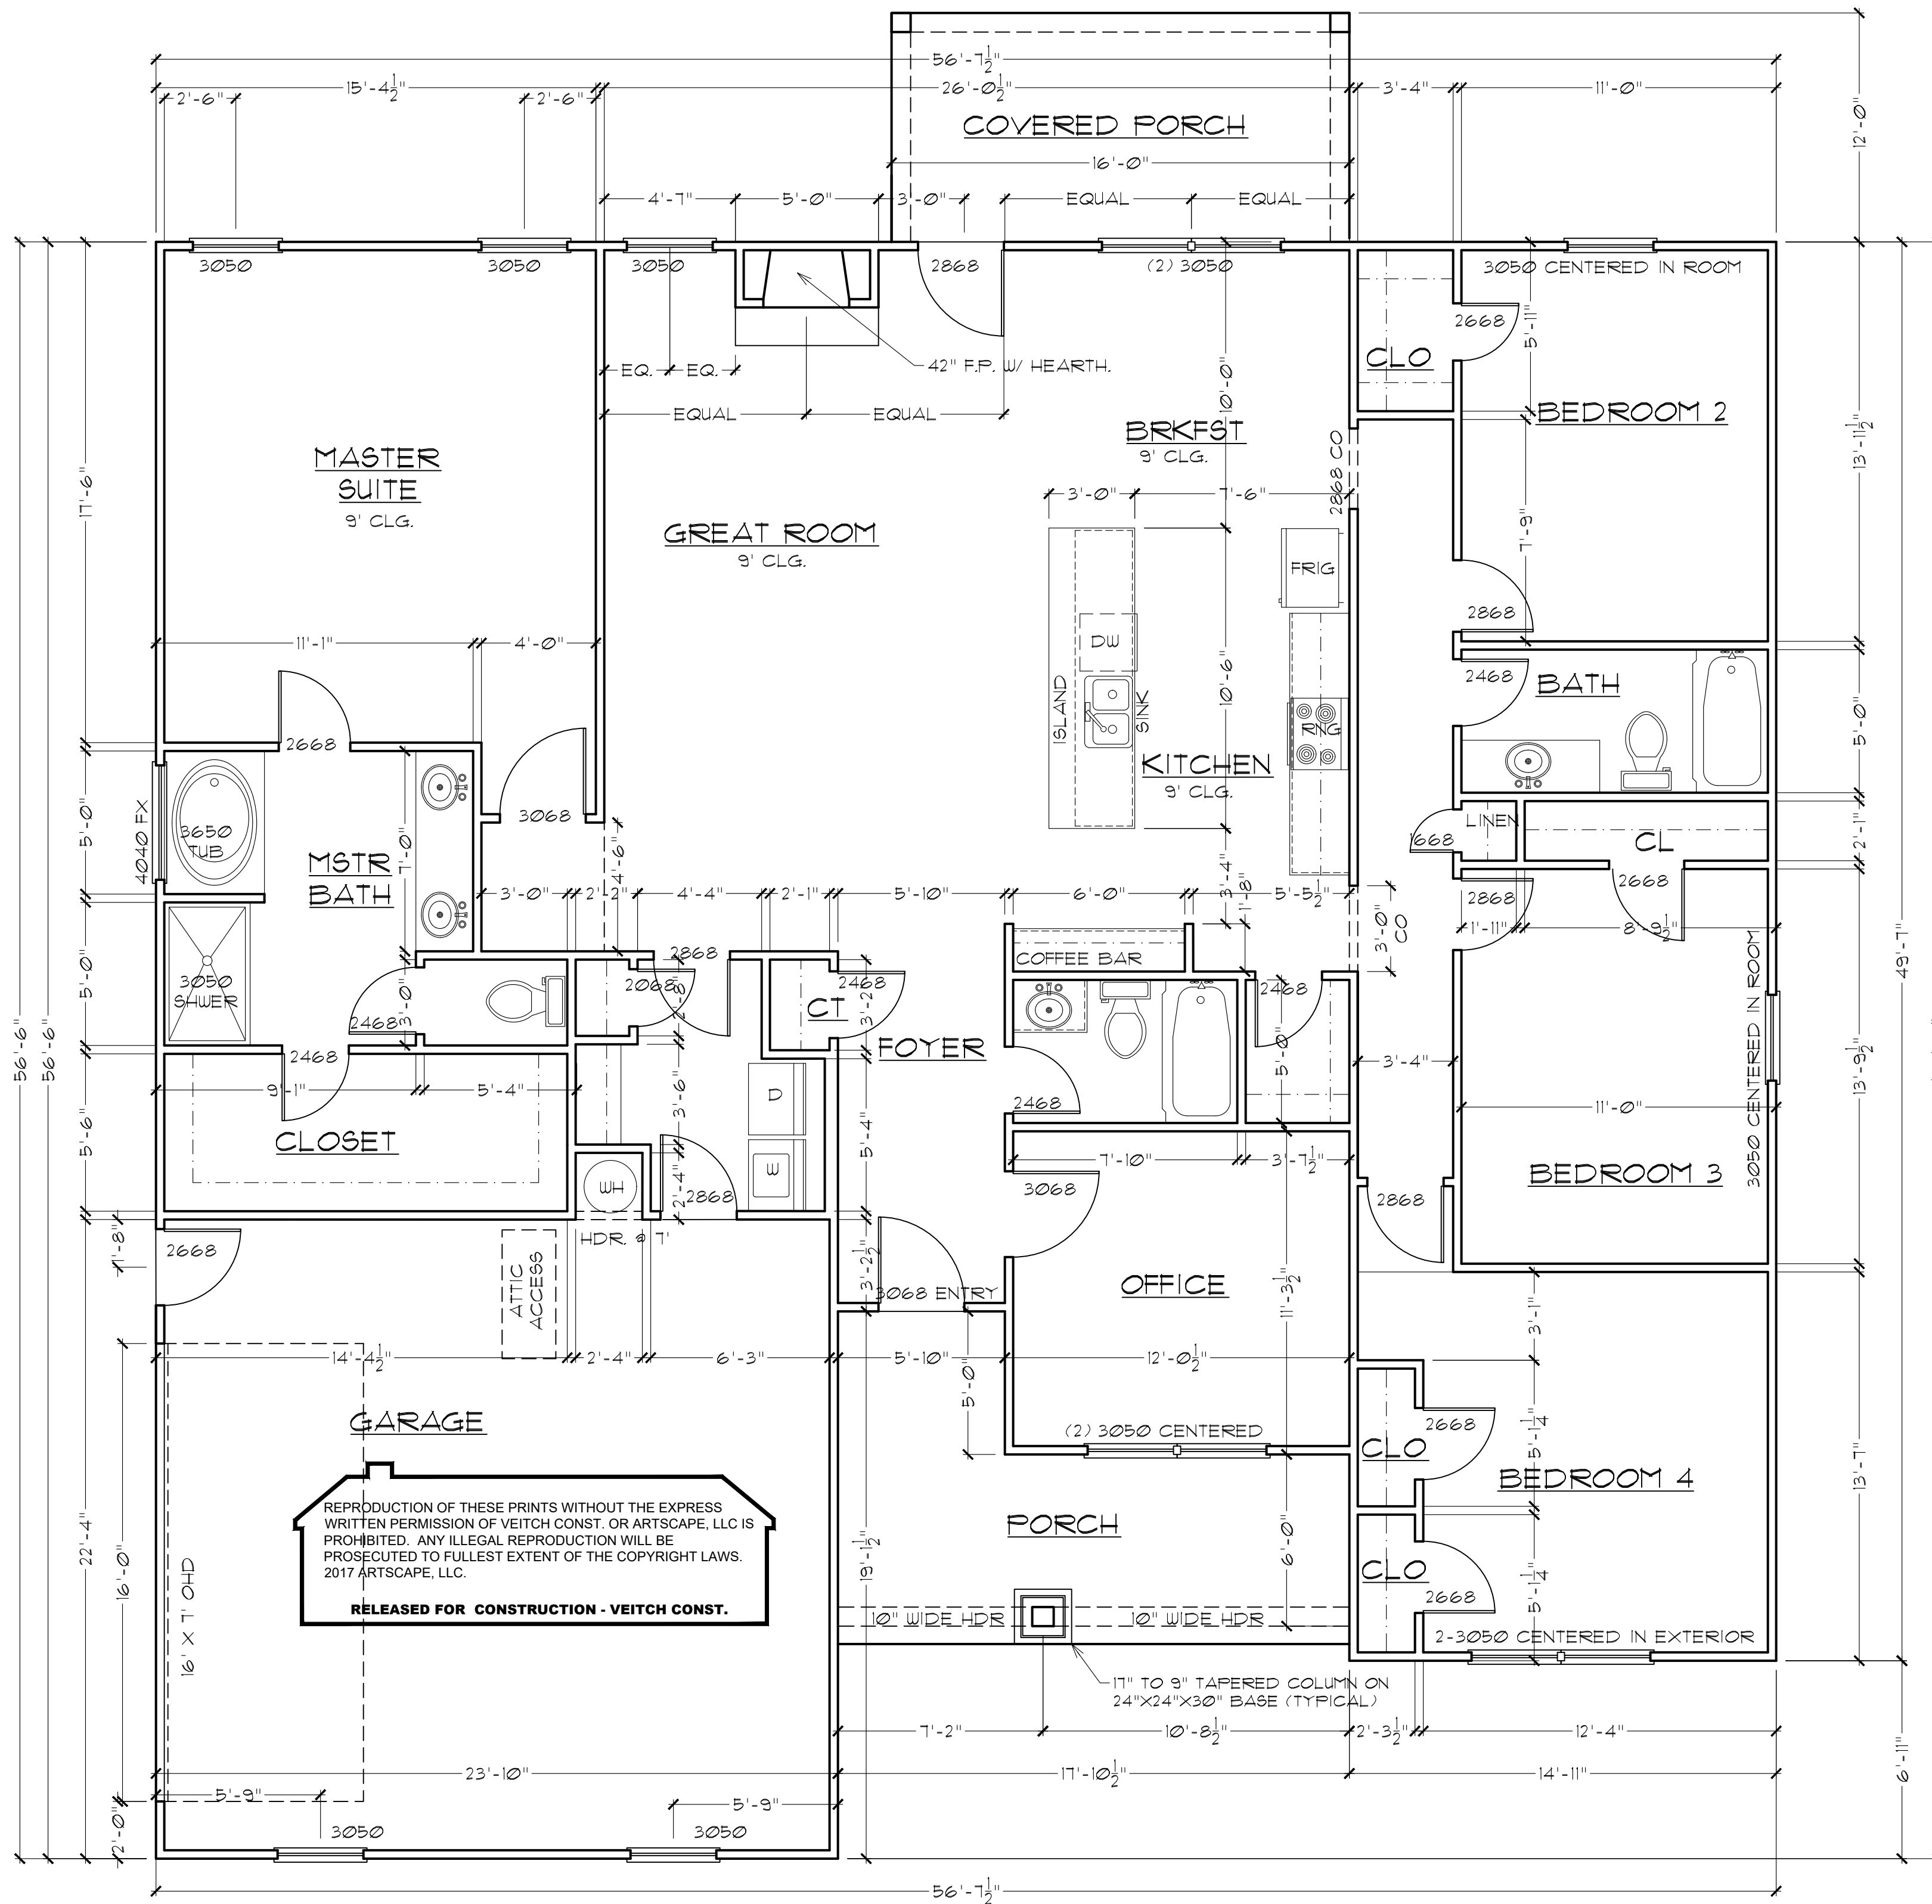 56'-7 1/2"
15'-4 1/2"
26'-0 1/2"
3'-4"
11'-0"
2'-6"
2'-6"
COVERED PORCH
12'-0"
16'-0"
4'-7"
5'-0"
3'-0"
EQUAL
EQUAL
3050
3050
3050
2868
(2) 3050
3050 CENTERED IN ROOM
2668
5'-11"
CLO
42" F.P. W/ HEARTH.
EQ.
EQ.
10'-0"
EQUAL
EQUAL
BEDROOM 2
BRKFST
9' CLG.
2868 CO
13'-11 1/2"
MASTER
SUITE
9' CLG.
17'-6"
3'-0"
7'-6"
GREAT ROOM
9' CLG.
7'-9"
FRIG
2868
11'-1"
4'-0"
DW
ISLAND
SINK
10'-6"
RNG
2468
BATH
5'-0"
2668
KITCHEN
9' CLG.
3068
4040 FX
3650
TUB
5'-0"
7'-0"
MSTR
BATH
4'-6"
LINEN
1668
CL
2'-1"
3'-4"
1'-8"
3'-0"
2'-2"
4'-4"
2'-1"
5'-10"
6'-0"
5'-5 1/2"
2668
2868
1'-11"
8'-9 1/2"
3'-0"
CO
2868
COFFEE BAR
3050
SHWER
5'-0"
2468
3'-0"
2068
2'-8"
CT
2468
3'-2"
2468
FOYER
5'-0"
3'-4"
49'-7"
56'-6"
56'-6"
13'-9 1/2"
3050 CENTERED IN ROOM
2468
9'-1"
5'-4"
3'-6"
D
2468
11'-0"
5'-6"
CLOSET
5'-4"
W
WH
2'-4"
2868
7'-10"
3'-7 1/2"
BEDROOM 3
3068
2868
1'-8"
2668
HDR. @ 7'
ATTIC
ACCESS
3'-2 1/2"
3068 ENTRY
OFFICE
11'-3 1/2"
3'-1"
14'-4 1/2"
2'-4"
6'-3"
5'-10"
12'-0 1/2"
5'-0"
GARAGE
(2) 3050 CENTERED
2668
CLO
5'-1 1/4"
BEDROOM 4
13'-7"
REPRODUCTION OF THESE PRINTS WITHOUT THE EXPRESS
WRITTEN PERMISSION OF VEITCH CONST. OR ARTSCAPE, LLC IS
PROHIBITED. ANY ILLEGAL REPRODUCTION WILL BE
PROSECUTED TO FULLEST EXTENT OF THE COPYRIGHT LAWS.
2017 ARTSCAPE, LLC.
RELEASED FOR CONSTRUCTION - VEITCH CONST.
PORCH
6'-0"
22'-4"
16'-0"
16' X 7' OHD
19'-1 1/2"
CLO
2668
5'-1 1/4"
10" WIDE HDR
10" WIDE HDR
2-3050 CENTERED IN EXTERIOR
17" TO 9" TAPERED COLUMN ON
24"X24"X30" BASE (TYPICAL)
7'-2"
10'-8 1/2"
2'-3 1/2"
12'-4"
23'-10"
17'-10 1/2"
14'-11"
6'-11"
5'-9"
5'-9"
2'-0"
3050
3050
56'-7 1/2"